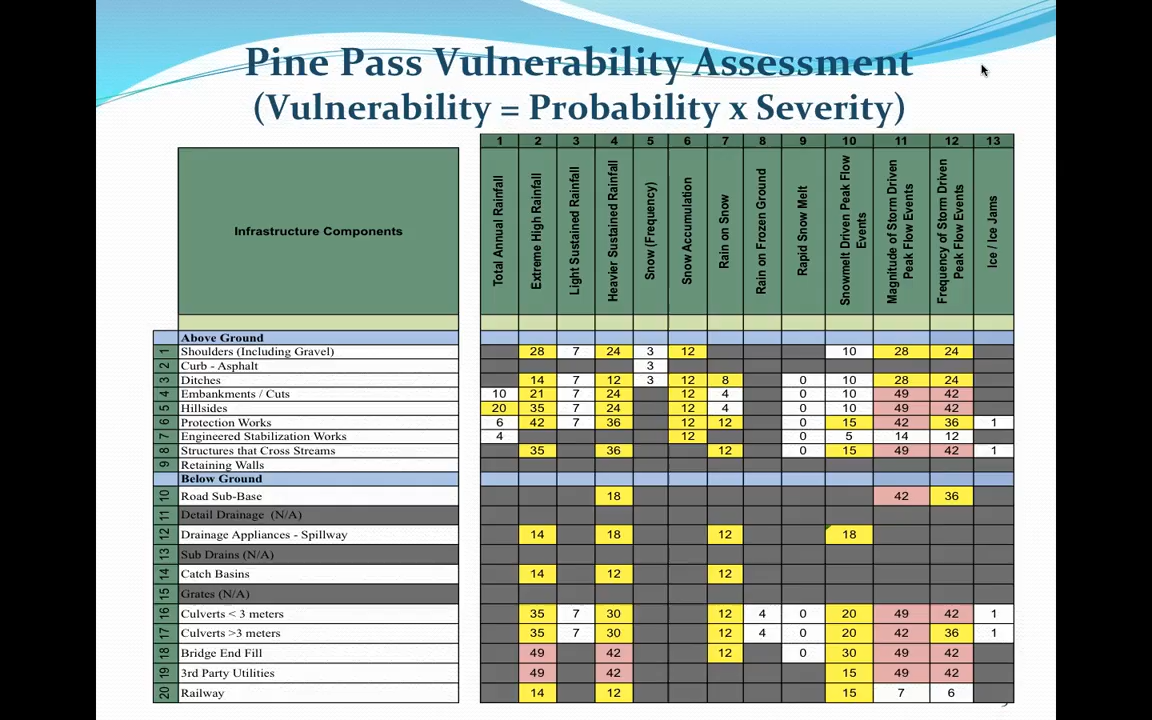 Pine Pass Vulnerability Assessment
(Vulnerability = Probability x Severity)
1 2 3 4 5 6 7 8 9 10 11 12 13
Infrastructure Components
Total Annual Rainfall
Extreme High Rainfall
Light Sustained Rainfall
Heavier Sustained Rainfall
Snow (Frequency)
Snow Accumulation
Rain on Snow
Rain on Frozen Ground
Rapid Snow Melt
Snowmelt Driven Peak Flow
Events
Magnitude of Storm Driven
Peak Flow Events
Frequency of Storm Driven
Peak Flow Events
Ice / Ice Jams
Above Ground
1 Shoulders (Including Gravel) 28 7 24 3 12 10 28 24
2 Curb - Asphalt 3
3 Ditches 14 7 12 3 12 8 0 10 28 24
4 Embankments / Cuts 10 21 7 24 12 4 0 10 49 42
5 Hillsides 20 35 7 24 12 4 0 10 49 42
6 Protection Works 6 42 7 36 12 12 0 15 42 36 1
7 Engineered Stabilization Works 4 12 0 5 14 12
8 Structures that Cross Streams 35 36 12 0 15 49 42 1
9 Retaining Walls
Below Ground
10 Road Sub-Base 18 42 36
11 Detail Drainage (N/A)
12 Drainage Appliances - Spillway 14 18 12 18
13 Sub Drains (N/A)
14 Catch Basins 14 12 12
15 Grates (N/A)
16 Culverts < 3 meters 35 7 30 12 4 0 20 49 42 1
17 Culverts >3 meters 35 7 30 12 4 0 20 42 36 1
18 Bridge End Fill 49 42 12 0 30 49 42
19 3rd Party Utilities 49 42 15 49 42
20 Railway 14 12 15 7 6